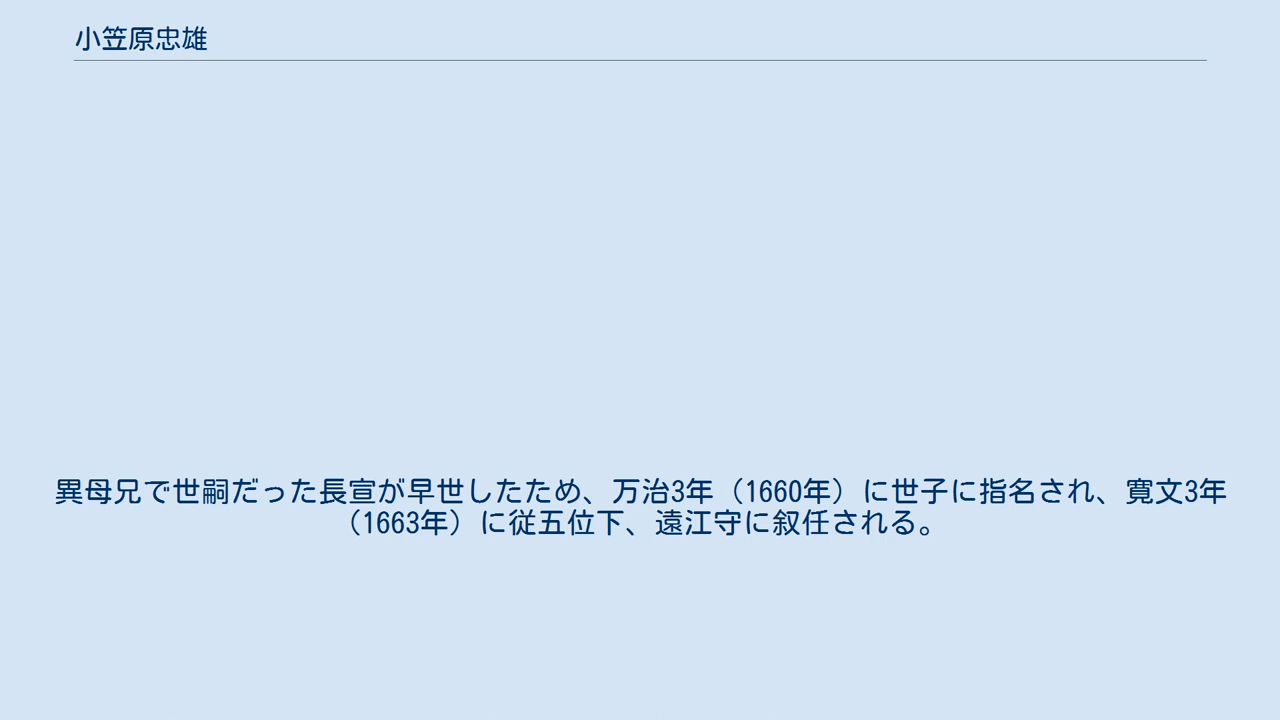 小笠原忠雄
異母兄で世嗣だった長宣が早世したため、万治3年（1660年）に世子に指名され、寛文3年
（1663年）に従五位下、遠江守に叙任される。